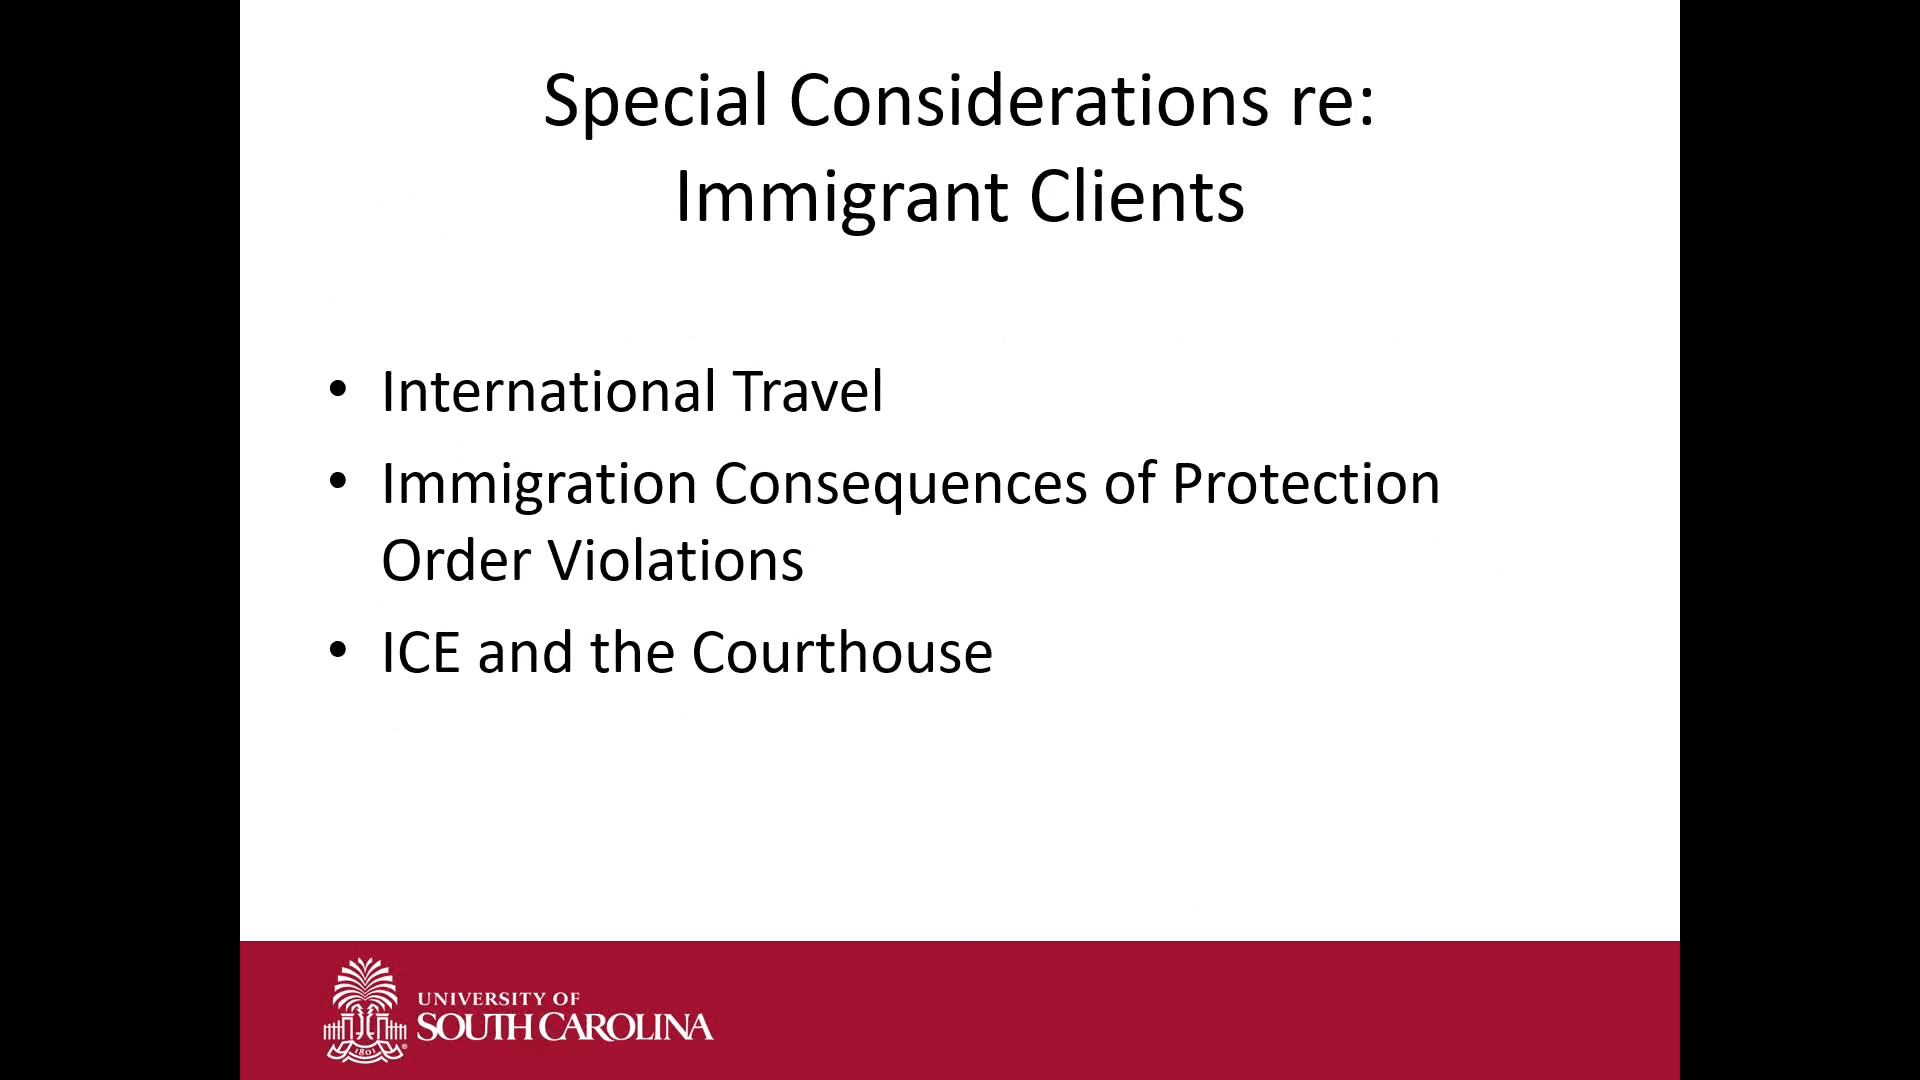 Special Considerations re:
Immigrant Clients
• International Travel
• Immigration Consequences of Protection
Order Violations
• ICE and the Courthouse
UNIVERSITY OF
SOUTH CAROLINA
1801